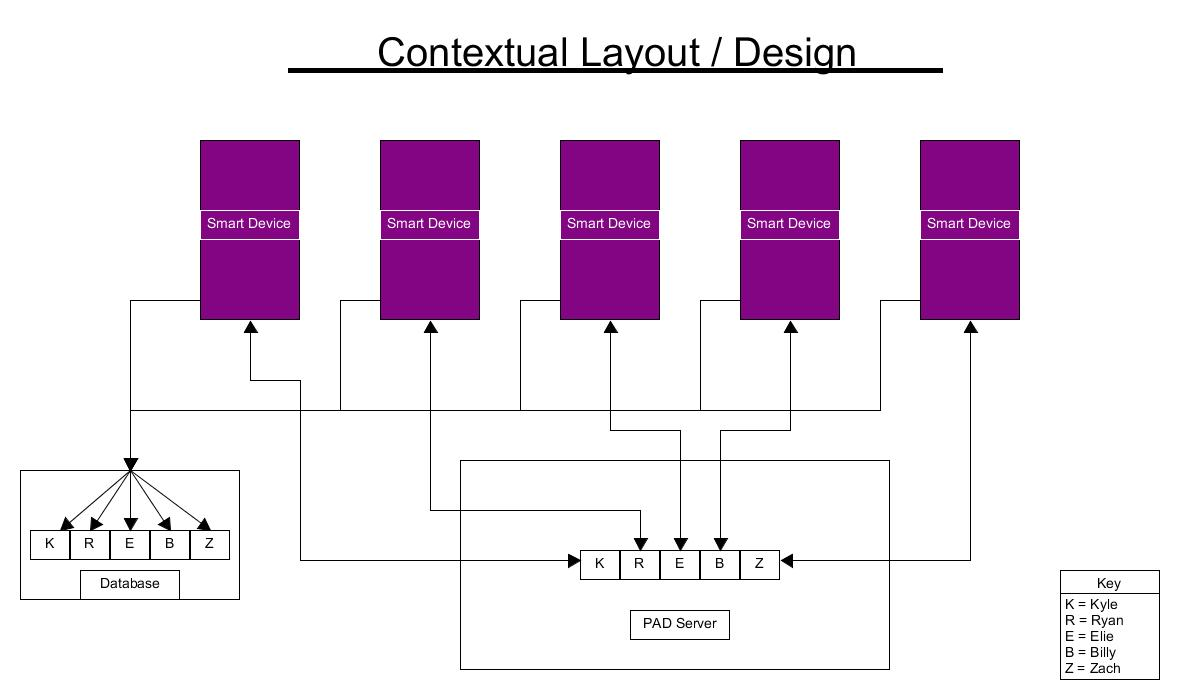 Contextual Layout / Design
Smart Device
Smart Device
Smart Device
Smart Device
Smart Device
K R E B Z
Database
K R E B Z
PAD Server
Key
K = Kyle
R = Ryan
E = Elie
B = Billy
Z = Zach